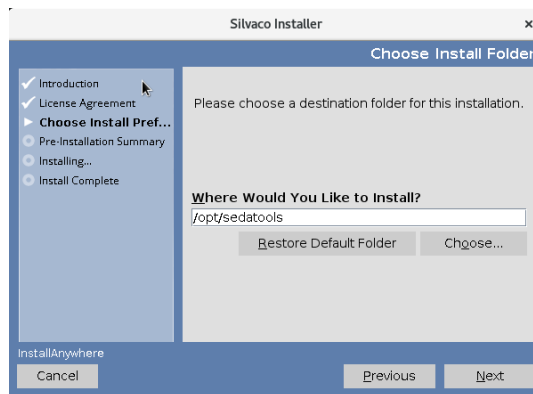 Silvaco Installer
×
Choose Install Folder
Introduction
License Agreement
Choose Install Pref...
Pre-Installation Summary
Installing...
Install Complete
Please choose a destination folder for this installation.
Where Would You Like to Install?
/opt/sedatools
Restore Default Folder
Choose...
InstallAnywhere
Cancel
Previous
Next